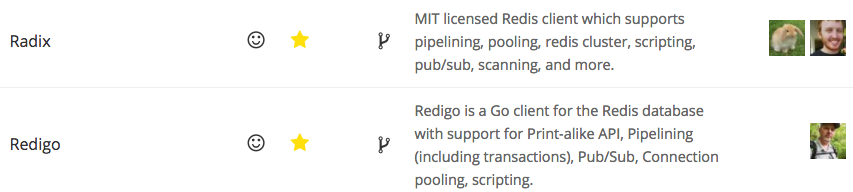 Radix
MIT licensed Redis client which supports
pipelining, pooling, redis cluster, scripting,
pub/sub, scanning, and more.
Redigo
Redigo is a Go client for the Redis database
with support for Print-alike API, Pipelining
(including transactions), Pub/Sub, Connection
pooling, scripting.